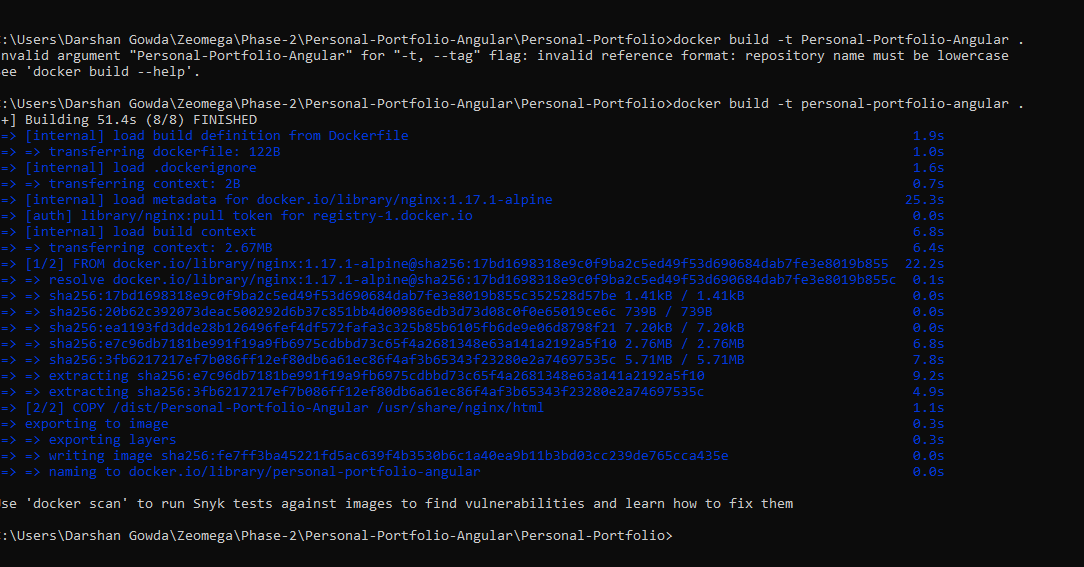 :\Users\Darshan Gowda\Zeomega\Phase-2\Personal-Portfolio-Angular\Personal-Portfolio>docker build -t Personal-Portfolio-Angular .
nvalid argument "Personal-Portfolio-Angular" for "-t, --tag" flag: invalid reference format: repository name must be lowercase
ee 'docker build --help'.
:\Users\Darshan Gowda\Zeomega\Phase-2\Personal-Portfolio-Angular\Personal-Portfolio>docker build -t personal-portfolio-angular .
+] Building 51.4s (8/8) FINISHED
=> [internal] load build definition from Dockerfile 1.9s
=> => transferring dockerfile: 122B 1.0s
=> [internal] load .dockerignore 1.6s
=> => transferring context: 2B 0.7s
=> [internal] load metadata for docker.io/library/nginx:1.17.1-alpine 25.3s
=> [auth] library/nginx:pull token for registry-1.docker.io 0.0s
=> [internal] load build context 6.8s
=> => transferring context: 2.67MB 6.4s
=> [1/2] FROM docker.io/library/nginx:1.17.1-alpine@sha256:17bd1698318e9c0f9ba2c5ed49f53d690684dab7fe3e8019b855 22.2s
=> => resolve docker.io/library/nginx:1.17.1-alpine@sha256:17bd1698318e9c0f9ba2c5ed49f53d690684dab7fe3e8019b855c 0.1s
=> => sha256:17bd1698318e9c0f9ba2c5ed49f53d690684dab7fe3e8019b855c352528d57be 1.41kB / 1.41kB 0.0s
=> => sha256:20b62c392073deac500292d6b37c851bb4d00986edb3d73d08c0f0e65019ce6c 739B / 739B 0.0s
=> => sha256:ea1193fd3dde28b126496fef4df572fafa3c325b85b6105fb6de9e06d8798f21 7.20kB / 7.20kB 0.0s
=> => sha256:e7c96db7181be991f19a9fb6975cdbbd73c65f4a2681348e63a141a2192a5f10 2.76MB / 2.76MB 6.8s
=> => sha256:3fb6217217ef7b086ff12ef80db6a61ec86f4af3b65343f23280e2a74697535c 5.71MB / 5.71MB 7.8s
=> => extracting sha256:e7c96db7181be991f19a9fb6975cdbbd73c65f4a2681348e63a141a2192a5f10 9.2s
=> => extracting sha256:3fb6217217ef7b086ff12ef80db6a61ec86f4af3b65343f23280e2a74697535c 4.9s
=> [2/2] COPY /dist/Personal-Portfolio-Angular /usr/share/nginx/html 1.1s
=> exporting to image 0.3s
=> => exporting layers 0.3s
=> => writing image sha256:fe7ff3ba45221fd5ac639f4b3530b6c1a40ea9b11b3bd03cc239de765cca435e 0.0s
=> => naming to docker.io/library/personal-portfolio-angular 0.0s
se 'docker scan' to run Snyk tests against images to find vulnerabilities and learn how to fix them
:\Users\Darshan Gowda\Zeomega\Phase-2\Personal-Portfolio-Angular\Personal-Portfolio>